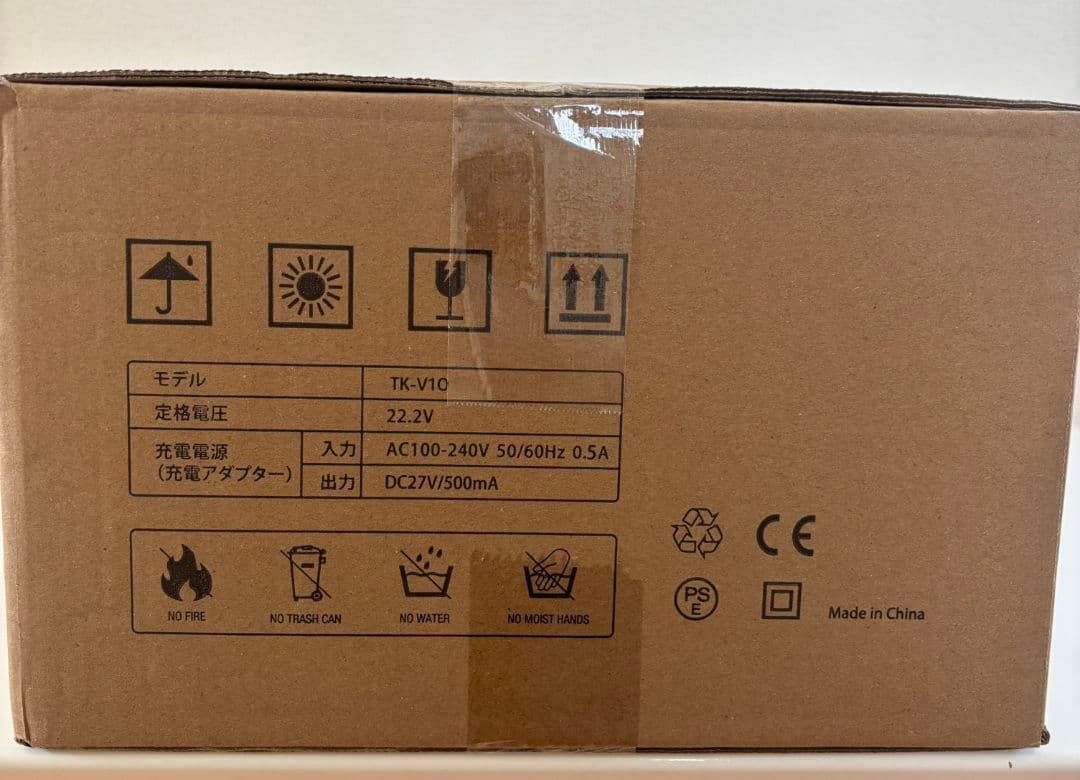 モデル TK-V10
定格電圧 22.2V
充電電源
(充電アダプター)
入力 AC100-240V 50/60Hz 0.5A
出力 DC27V/500mA
NO FIRE NO TRASH CAN NO WATER NO MOIST HANDS
CE
PS
E
Made in China